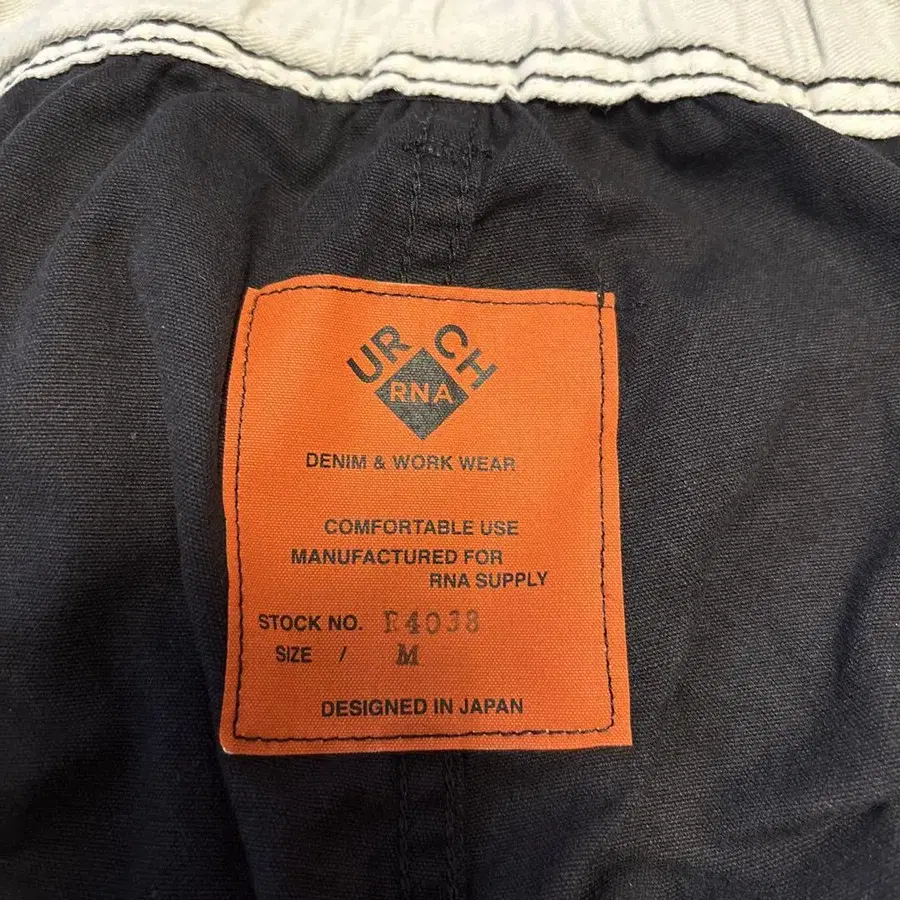 UR CH
RNA
DENIM & WORK WEAR
COMFORTABLE USE
MANUFACTURED FOR
RNA SUPPLY
STOCK NO. R4038
SIZE / M
DESIGNED IN JAPAN